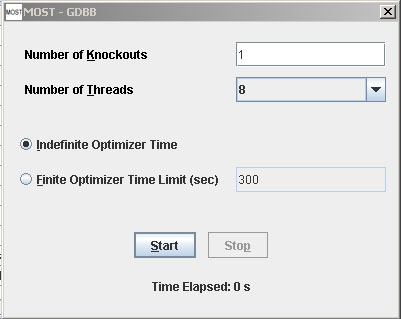 MOST MOST - GDBB
Number of Knockouts 1
Number of Threads 8
Indefinite Optimizer Time
Finite Optimizer Time Limit (sec) 300
Start Stop
Time Elapsed: 0 s